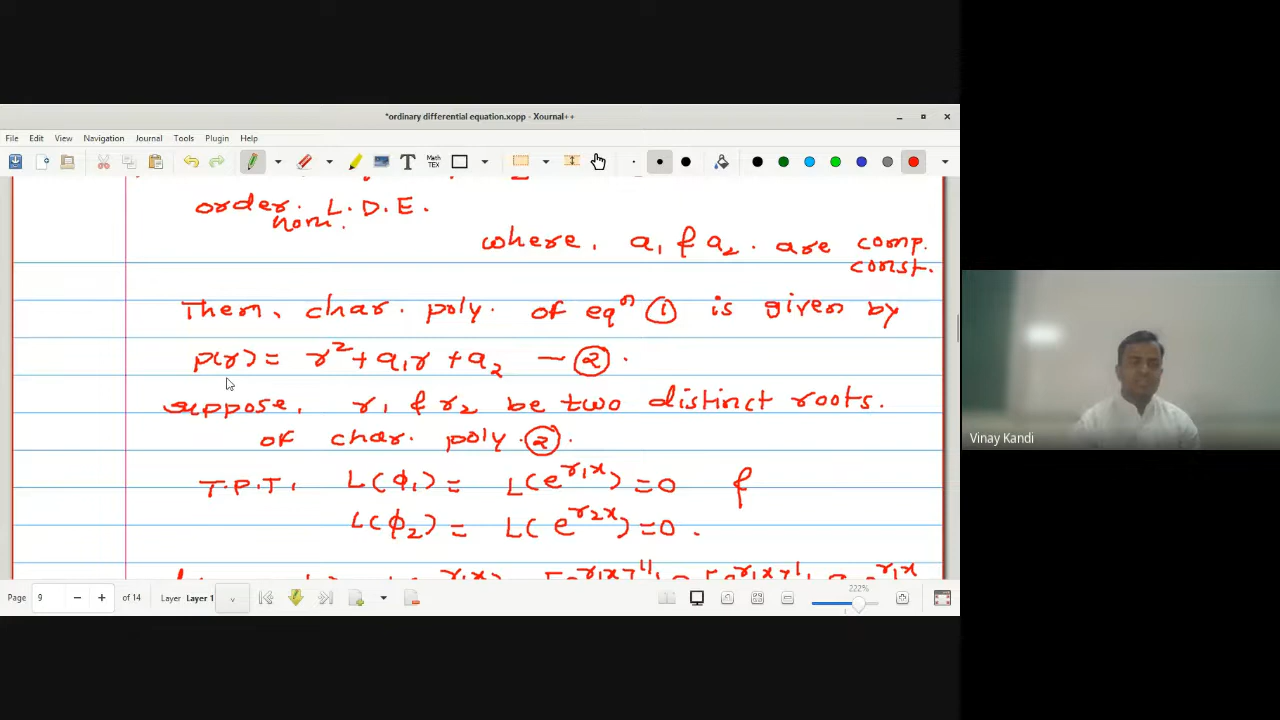 *ordinary differential equation.xopp - Xournal++
File Edit View Navigation Journal Tools Plugin Help
order. L.D.E.
hom.
where, a₁ & a₂. are comp. const.
Then, char. poly. of eqⁿ ① is given by
p(r) = r² + a₁r + a₂ — ②.
suppose, r₁ & r₂ be two distinct roots.
of char. poly. ②.
T.P.T. L(ϕ₁) = L(e^{r₁x}) = 0 &
L(ϕ₂) = L(e^{r₂x}) = 0.
Page 9 of 14 Layer Layer 1 222%
Vinay Kandi